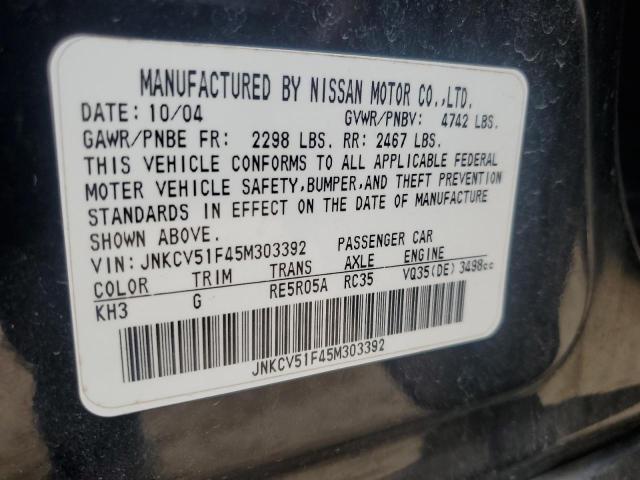 MANUFACTURED BY NISSAN MOTOR CO.,LTD.
DATE: 10/04 GVWR/PNBV: 4742 LBS.
GAWR/PNBE FR: 2298 LBS. RR: 2467 LBS.
THIS VEHICLE CONFORMS TO ALL APPLICABLE FEDERAL
MOTOR VEHICLE SAFETY,BUMPER,AND THEFT PREVENTION
STANDARDS IN EFFECT ON THE DATE OF MANUFACTURE
SHOWN ABOVE.
VIN: JNKCV51F45M303392 PASSENGER CAR
COLOR TRIM TRANS AXLE ENGINE
KH3 G RE5R05A RC35 VQ35(DE) 3498cc
JNKCV51F45M303392